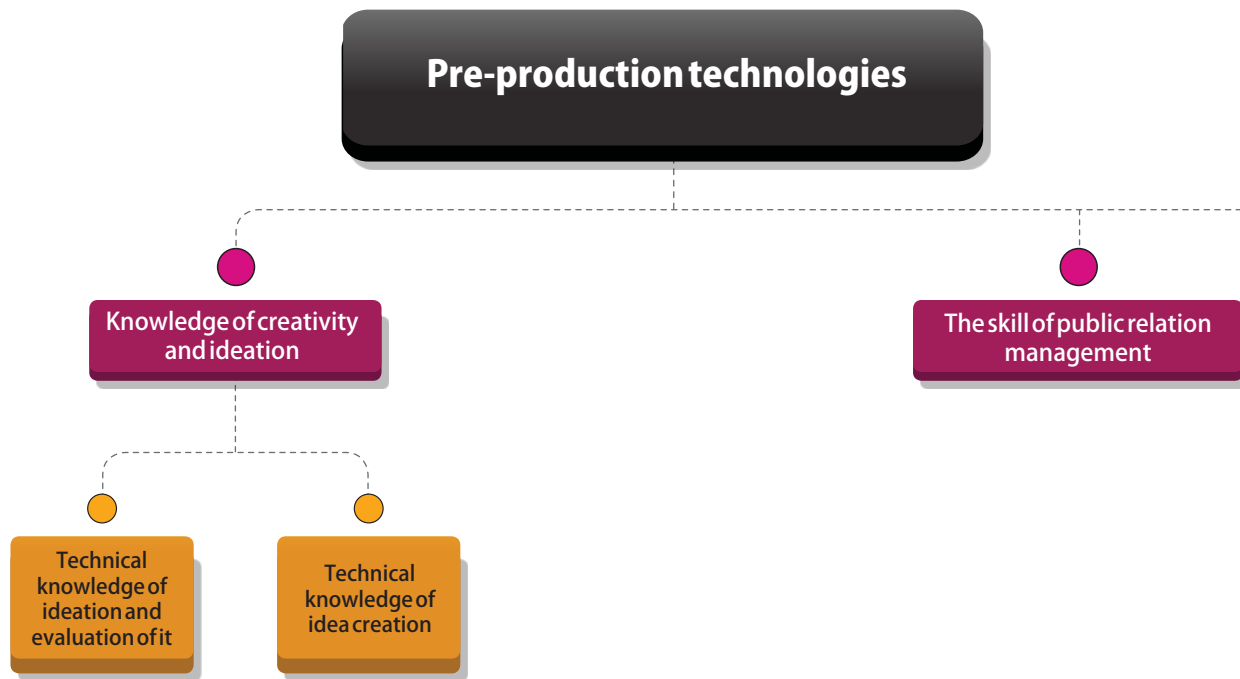 Pre-production technologies
Knowledge of creativity
and ideation
The skill of public relation
management
Technical
knowledge of
ideation and
evaluation of it
Technical
knowledge of
idea creation